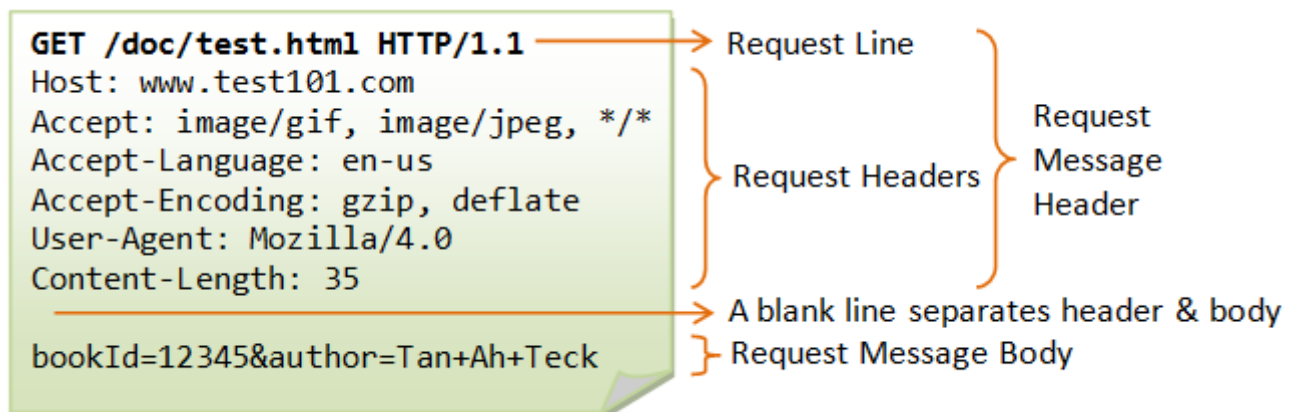 GET /doc/test.html HTTP/1.1
Request Line
Host: www.test101.com
Accept: image/gif, image/jpeg, */*
Accept-Language: en-us
Accept-Encoding: gzip, deflate
User-Agent: Mozilla/4.0
Content-Length: 35
Request Headers
Request
Message
Header
A blank line separates header & body
bookId=12345&author=Tan+Ah+Teck
Request Message Body